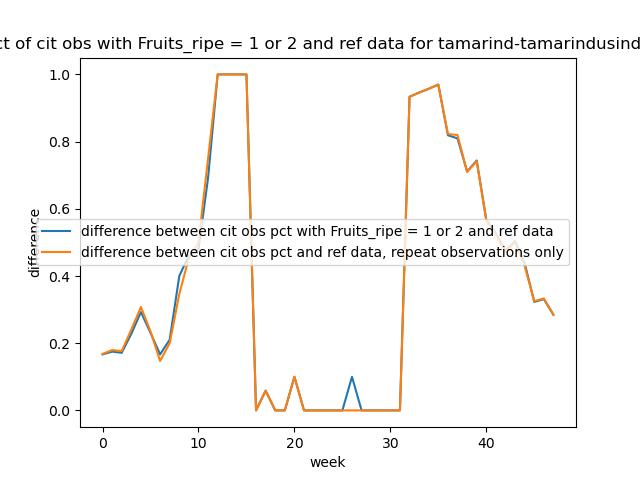 ct of cit obs with Fruits_ripe = 1 or 2 and ref data for tamarind-tamarindusind
1.0
0.8
0.6
0.4
0.2
0.0
difference
difference between cit obs pct with Fruits_ripe = 1 or 2 and ref data
difference between cit obs pct and ref data, repeat observations only
0 10 20 30 40
week